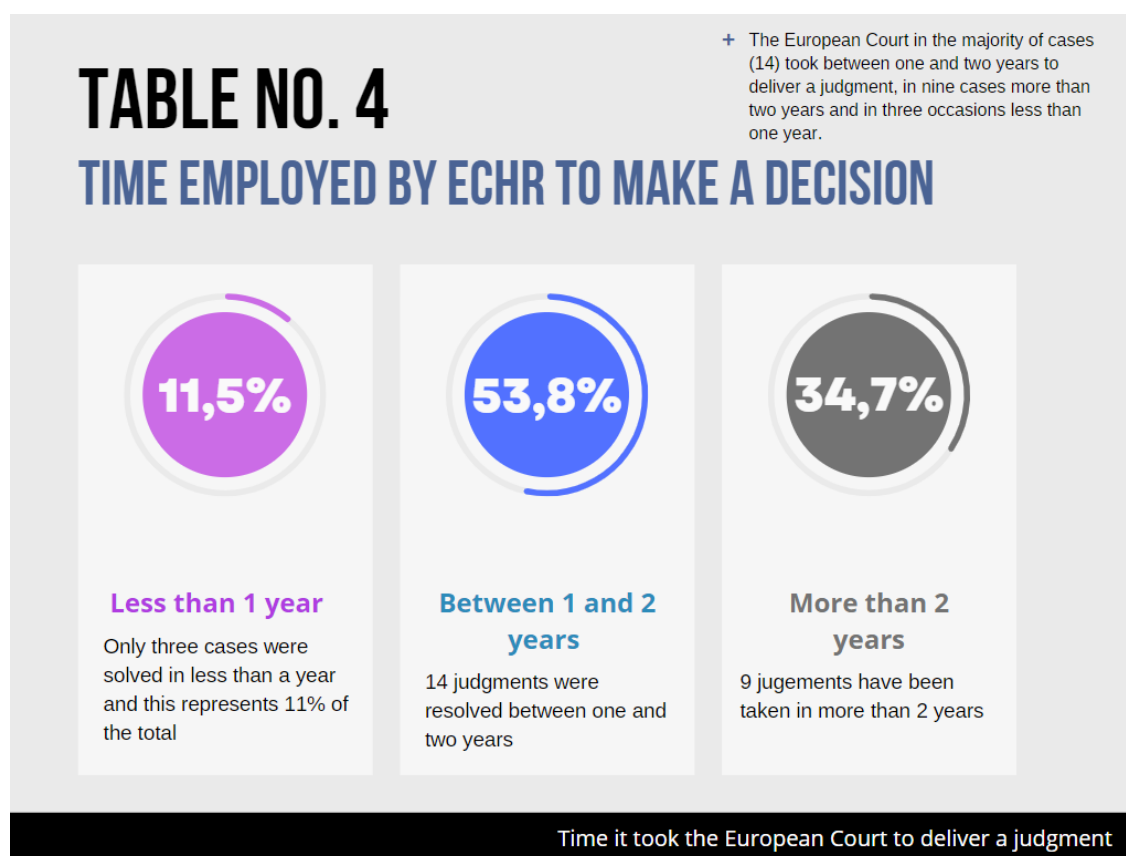 TABLE NO. 4
+ The European Court in the majority of cases
(14) took between one and two years to
deliver a judgment, in nine cases more than
two years and in three occasions less than
one year.
TIME EMPLOYED BY ECHR TO MAKE A DECISION
11,5%
Less than 1 year
Only three cases were
solved in less than a year
and this represents 11% of
the total
53,8%
Between 1 and 2
years
14 judgments were
resolved between one and
two years
34,7%
More than 2
years
9 jugements have been
taken in more than 2 years
Time it took the European Court to deliver a judgment